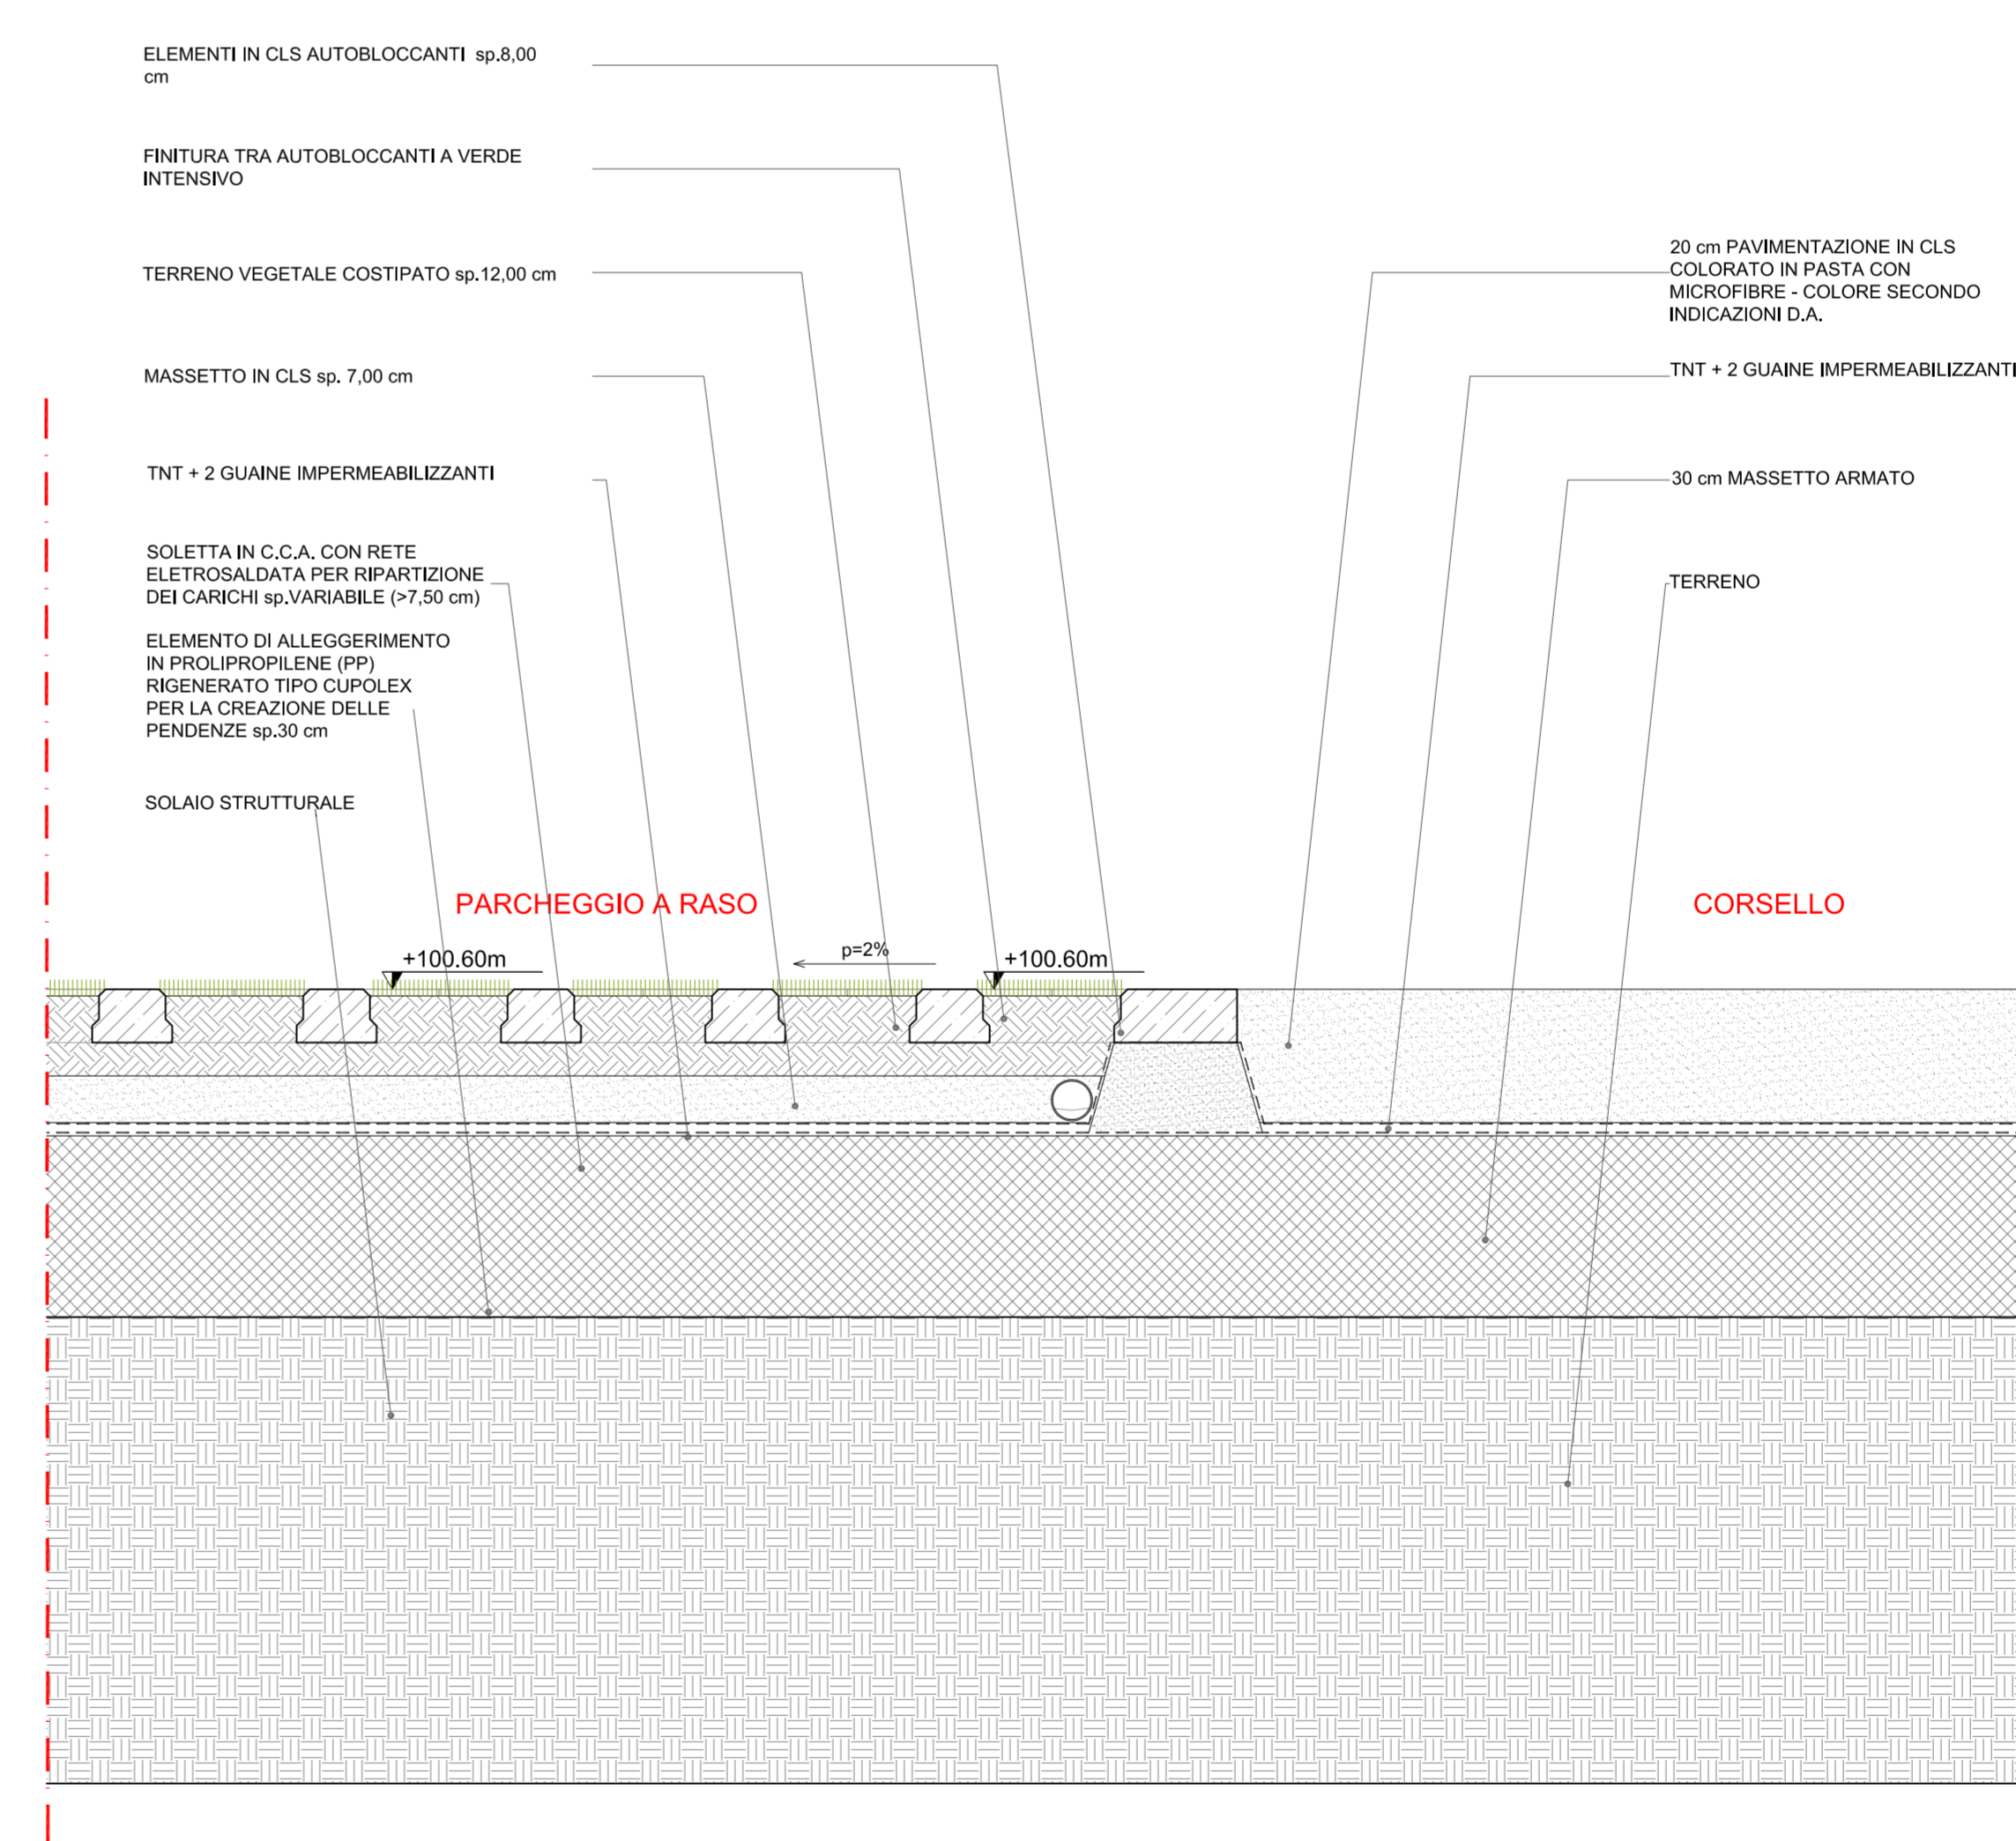 ELEMENTI IN CLS AUTOBLOCCANTI sp.8,00
cm
FINITURA TRA AUTOBLOCCANTI A VERDE
INTENSIVO
TERRENO VEGETALE COSTIPATO sp.12,00 cm
MASSETTO IN CLS sp. 7,00 cm
TNT + 2 GUAINE IMPERMEABILIZZANTI
SOLETTA IN C.C.A. CON RETE
ELETROSALDATA PER RIPARTIZIONE
DEI CARICHI sp.VARIABILE (>7,50 cm)
ELEMENTO DI ALLEGGERIMENTO
IN PROLIPROPILENE (PP)
RIGENERATO TIPO CUPOLEX
PER LA CREAZIONE DELLE
PENDENZE sp.30 cm
SOLAIO STRUTTURALE
20 cm PAVIMENTAZIONE IN CLS
COLORATO IN PASTA CON
MICROFIBRE - COLORE SECONDO
INDICAZIONI D.A.
TNT + 2 GUAINE IMPERMEABILIZZANTI
30 cm MASSETTO ARMATO
TERRENO
PARCHEGGIO A RASO
CORSELLO
+100.60m
p=2%
+100.60m